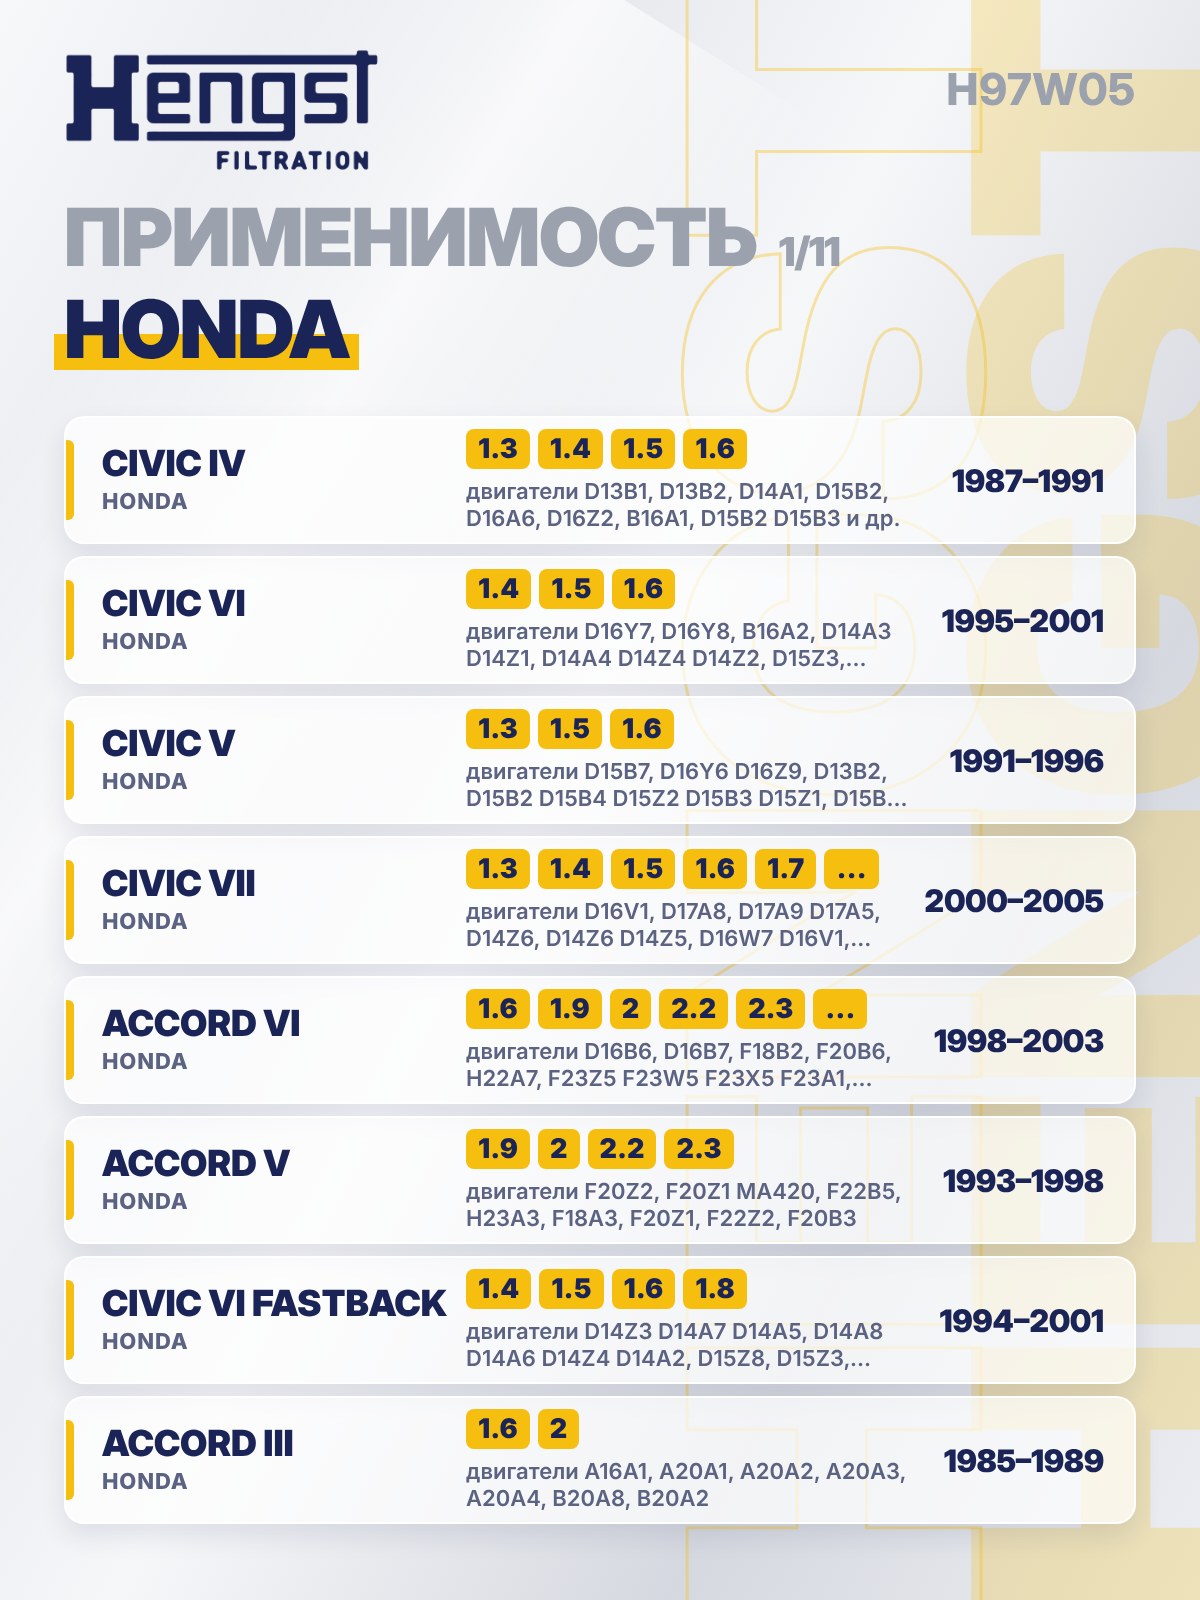 Hengst
FILTRATION
H97W05
ПРИМЕНИМОСТЬ 1/11
HONDA
CIVIC IV
HONDA
1.3 1.4 1.5 1.6
двигатели D13B1, D13B2, D14A1, D15B2,
D16A6, D16Z2, B16A1, D15B2 D15B3 и др.
1987–1991
CIVIC VI
HONDA
1.4 1.5 1.6
двигатели D16Y7, D16Y8, B16A2, D14A3
D14Z1, D14A4 D14Z4 D14Z2, D15Z3,...
1995–2001
CIVIC V
HONDA
1.3 1.5 1.6
двигатели D15B7, D16Y6 D16Z9, D13B2,
D15B2 D15B4 D15Z2 D15B3 D15Z1, D15B...
1991–1996
CIVIC VII
HONDA
1.3 1.4 1.5 1.6 1.7 ...
двигатели D16V1, D17A8, D17A9 D17A5,
D14Z6, D14Z6 D14Z5, D16W7 D16V1,...
2000–2005
ACCORD VI
HONDA
1.6 1.9 2 2.2 2.3 ...
двигатели D16B6, D16B7, F18B2, F20B6,
H22A7, F23Z5 F23W5 F23X5 F23A1,...
1998–2003
ACCORD V
HONDA
1.9 2 2.2 2.3
двигатели F20Z2, F20Z1 MA420, F22B5,
H23A3, F18A3, F20Z1, F22Z2, F20B3
1993–1998
CIVIC VI FASTBACK
HONDA
1.4 1.5 1.6 1.8
двигатели D14Z3 D14A7 D14A5, D14A8
D14A6 D14Z4 D14A2, D15Z8, D15Z3,...
1994–2001
ACCORD III
HONDA
1.6 2
двигатели A16A1, A20A1, A20A2, A20A3,
A20A4, B20A8, B20A2
1985–1989
HENGST